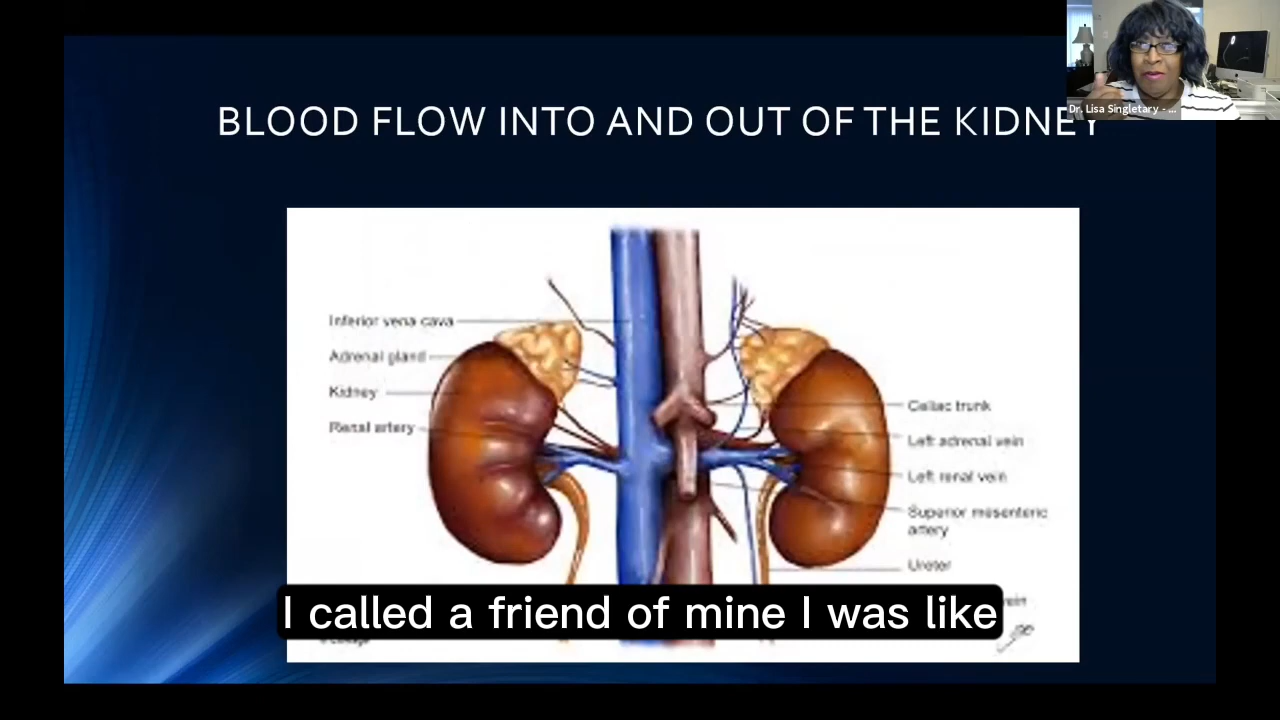 BLOOD FLOW INTO AND OUT OF THE KIDNEY
Dr. Lisa Singletary - ...
Inferior vena cava
Adrenal gland
Kidney
Renal artery
Celiac trunk
Left adrenal vein
Left renal vein
Superior mesenteric
artery
Ureter
I called a friend of mine I was like